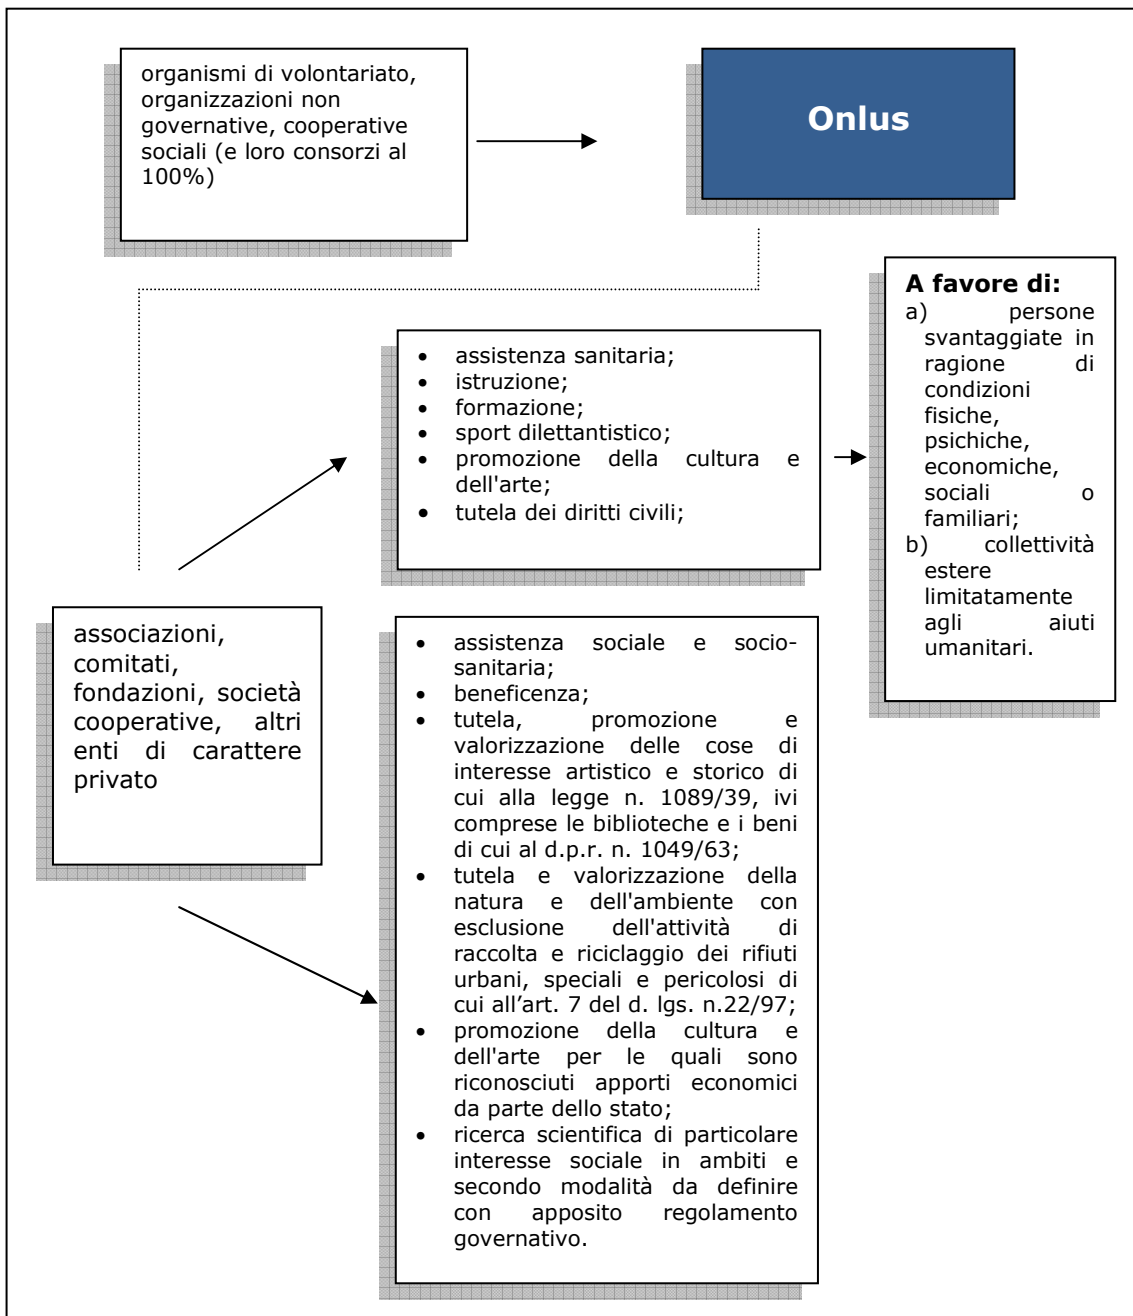 organismi di volontariato,
organizzazioni non
governative, cooperative
sociali (e loro consorzi al
100%)
Onlus
A favore di:
a) persone
svantaggiate in
ragione di
condizioni
fisiche,
psichiche,
economiche,
sociali o
familiari;
b) collettività
estere
limitatamente
agli aiuti
umanitari.
• assistenza sanitaria;
• istruzione;
• formazione;
• sport dilettantistico;
• promozione della cultura e
dell'arte;
• tutela dei diritti civili;
associazioni,
comitati,
fondazioni, società
cooperative, altri
enti di carattere
privato
• assistenza sociale e socio-
sanitaria;
• beneficenza;
• tutela, promozione e
valorizzazione delle cose di
interesse artistico e storico di
cui alla legge n. 1089/39, ivi
comprese le biblioteche e i beni
di cui al d.p.r. n. 1049/63;
• tutela e valorizzazione della
natura e dell'ambiente con
esclusione dell'attività di
raccolta e riciclaggio dei rifiuti
urbani, speciali e pericolosi di
cui all’art. 7 del d. lgs. n.22/97;
• promozione della cultura e
dell'arte per le quali sono
riconosciuti apporti economici
da parte dello stato;
• ricerca scientifica di particolare
interesse sociale in ambiti e
secondo modalità da definire
con apposito regolamento
governativo.